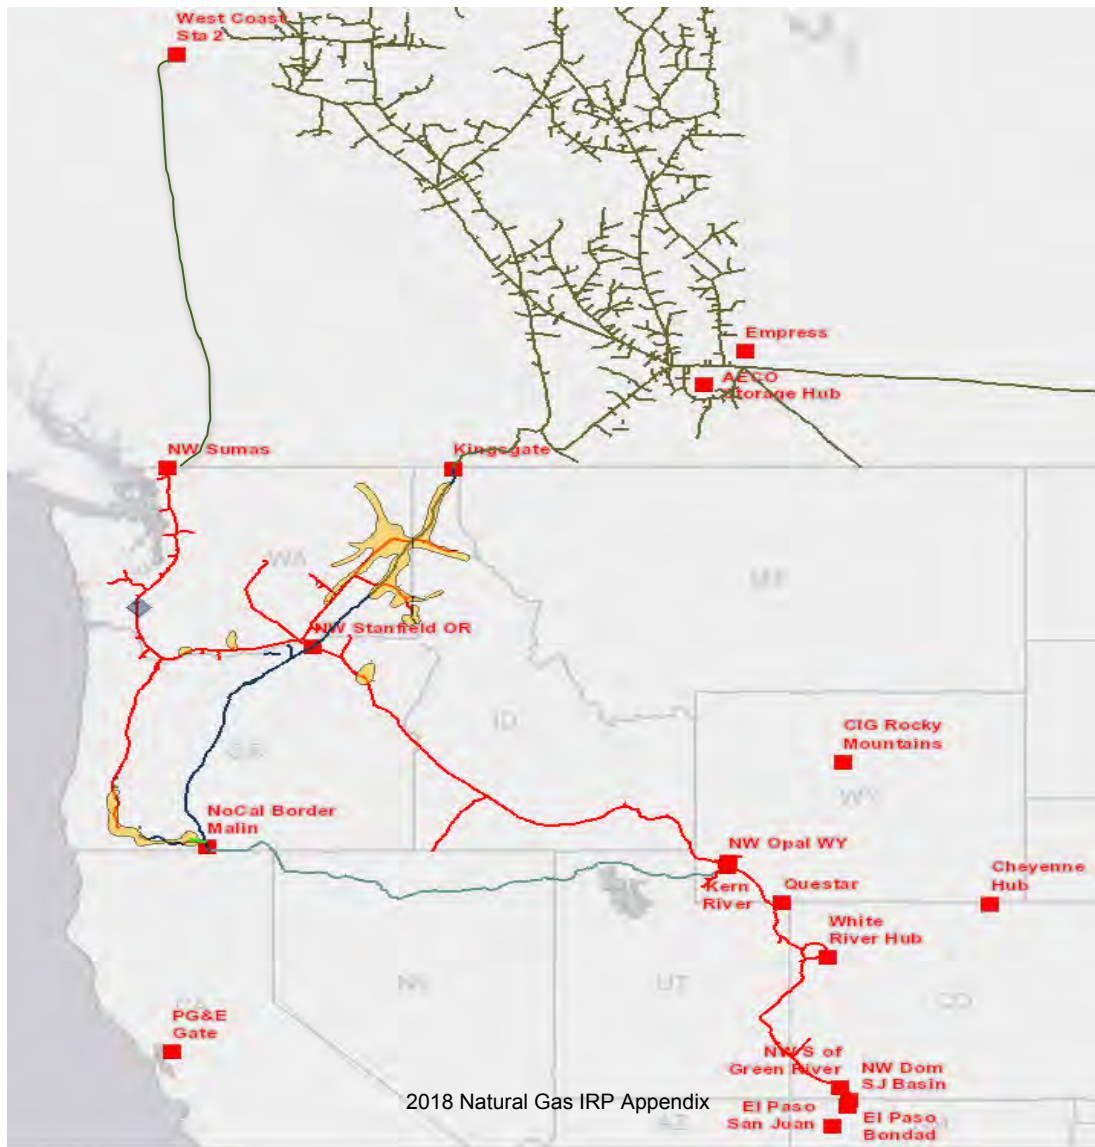 West Coast
Sta 2
Empress
AECO
Storage Hub
NW Sumas
Kingsgate
WA
MT
NW Stanfield OR
ID
OR
CIG Rocky
Mountains
WY
NoCal Border
Malin
NW Opal WY
Kern
River
Questar
Cheyenne
Hub
White
River Hub
NV
UT
CO
CA
PG&E
Gate
NW S of
Green River
NW Dom
SJ Basin
El Paso
San Juan
El Paso
Bondad
AZ
2018 Natural Gas IRP Appendix